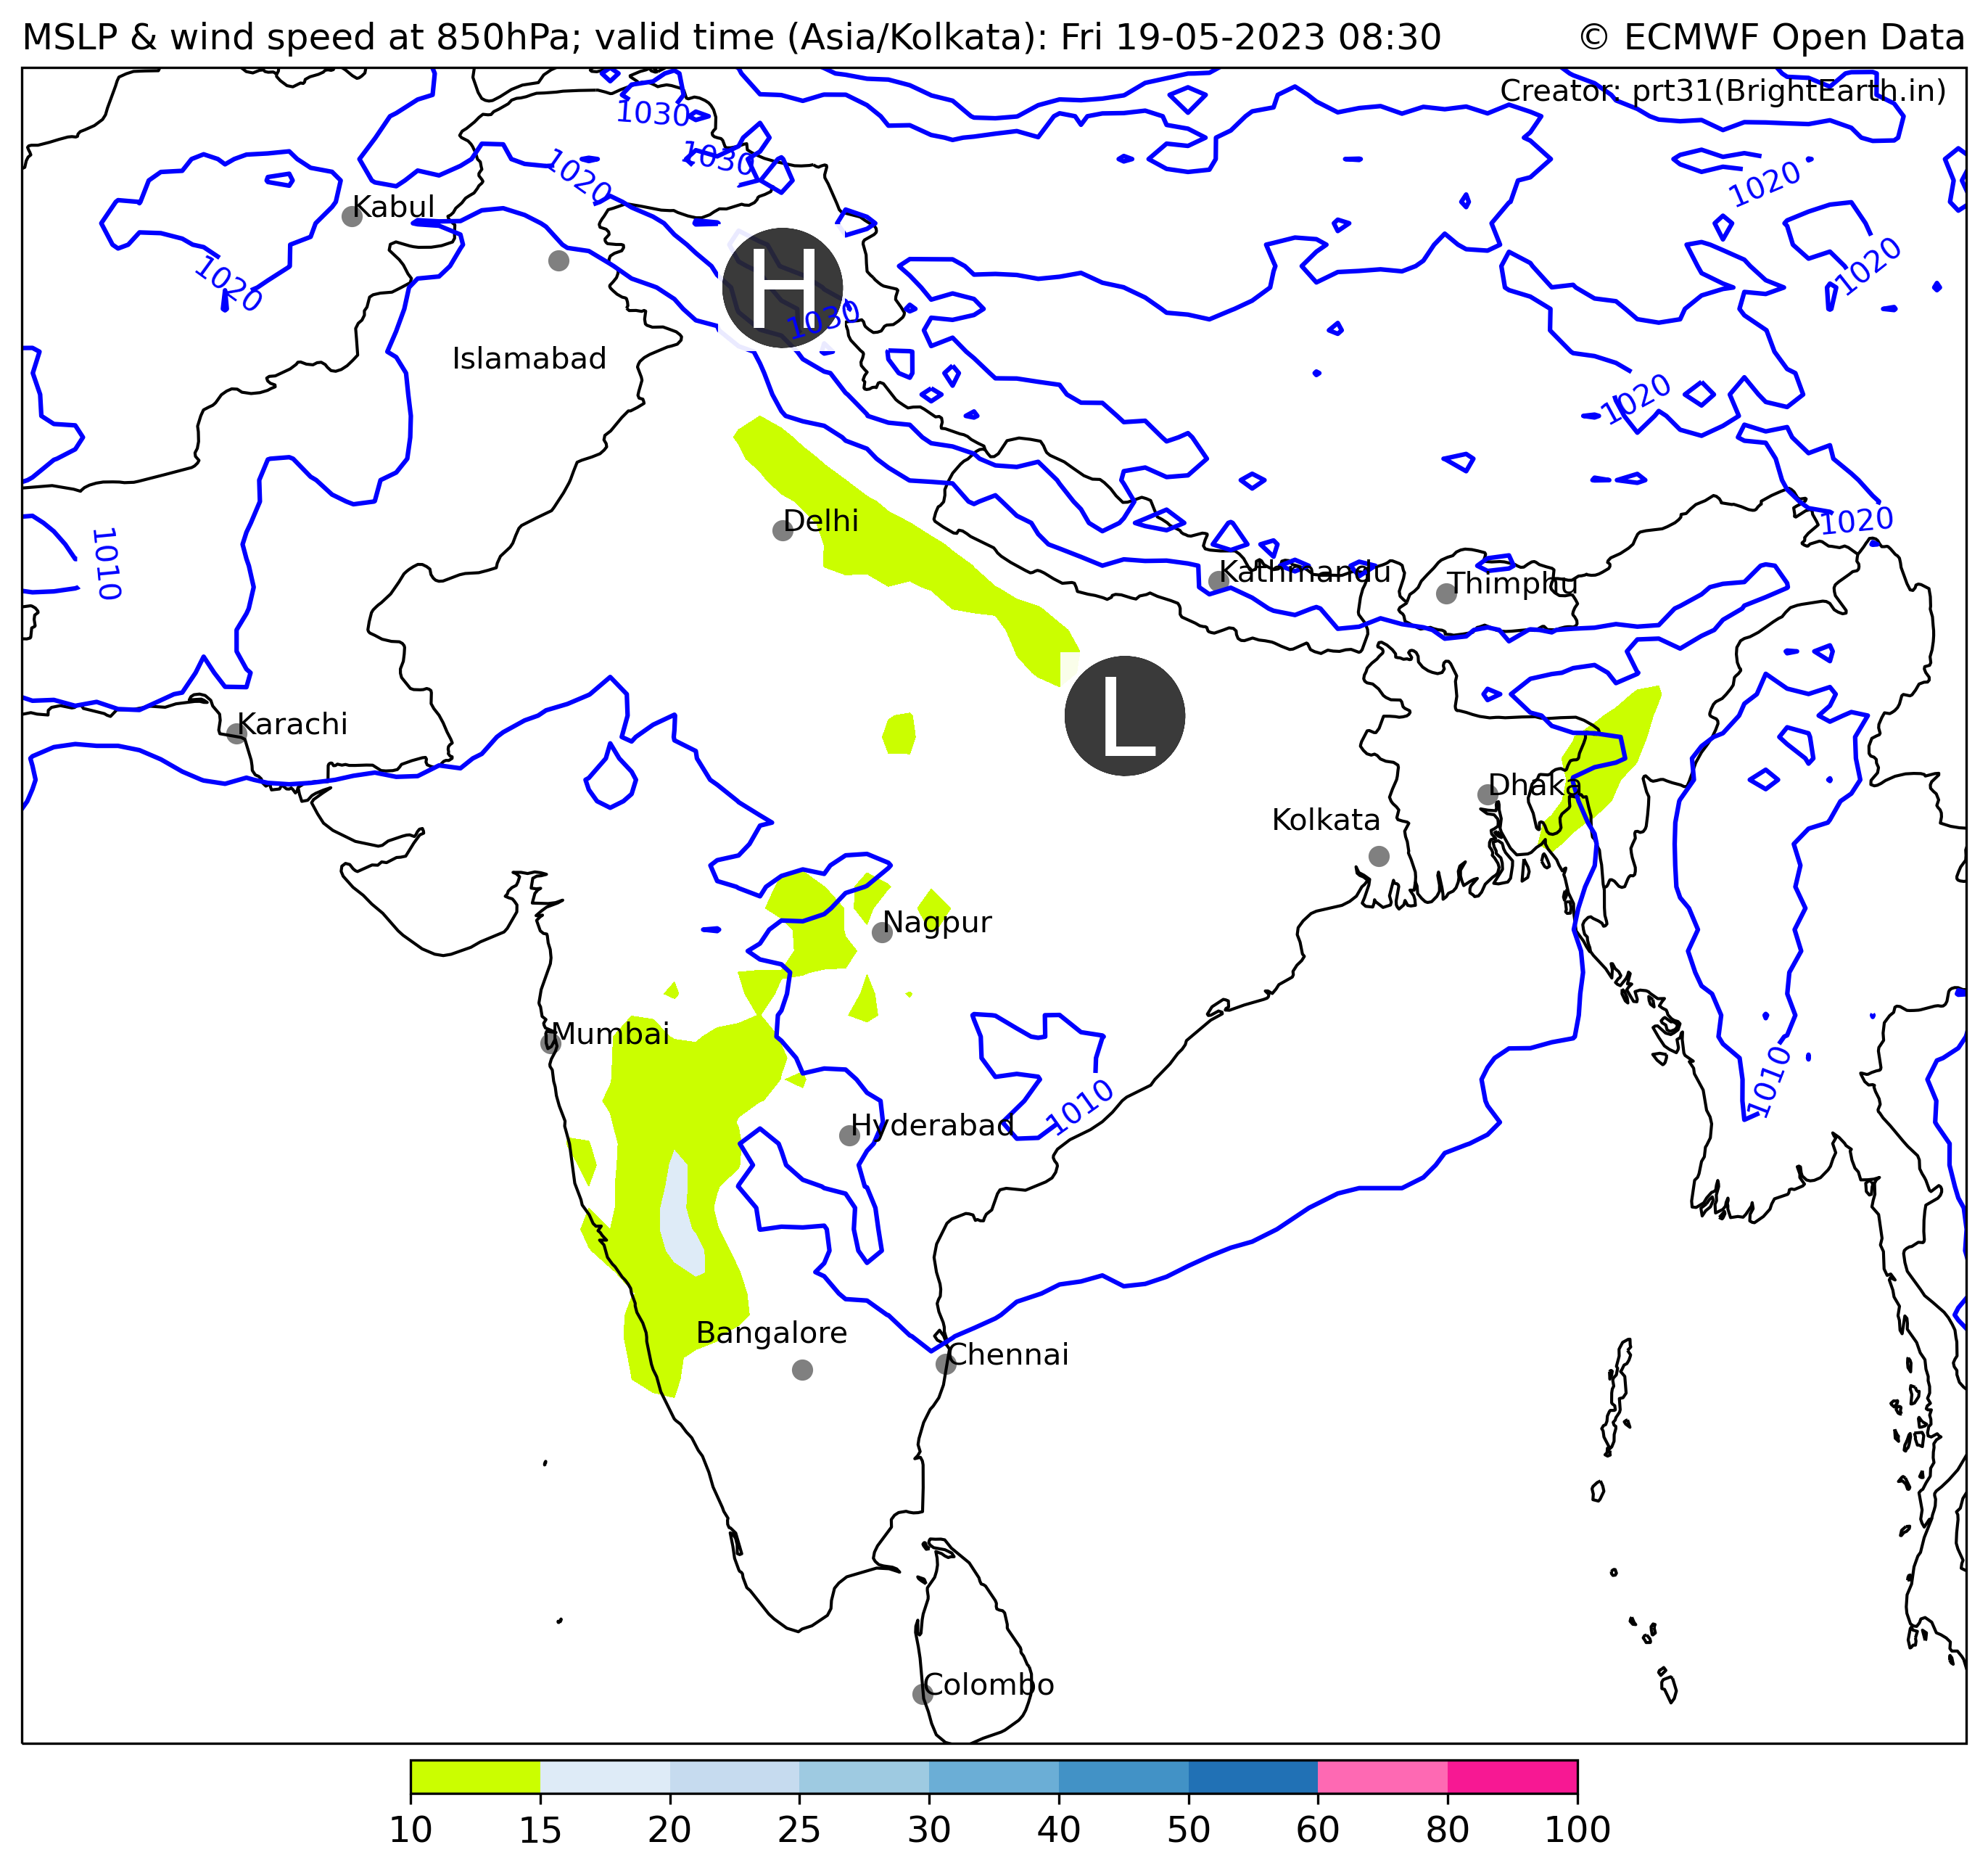 MSLP & wind speed at 850hPa; valid time (Asia/Kolkata): Fri 19-05-2023 08:30
© ECMWF Open Data
Creator: prt31(BrightEarth.in)
1030
1030
1020
1020
Kabul
1020
1020
H
1030
Islamabad
1020
1010
Delhi
1020
Kathmandu
Thimphu
L
Karachi
Dhaka
Kolkata
Nagpur
Mumbai
1010
1010
Hyderabad
Bangalore
Chennai
Colombo
10 15 20 25 30 40 50 60 80 100